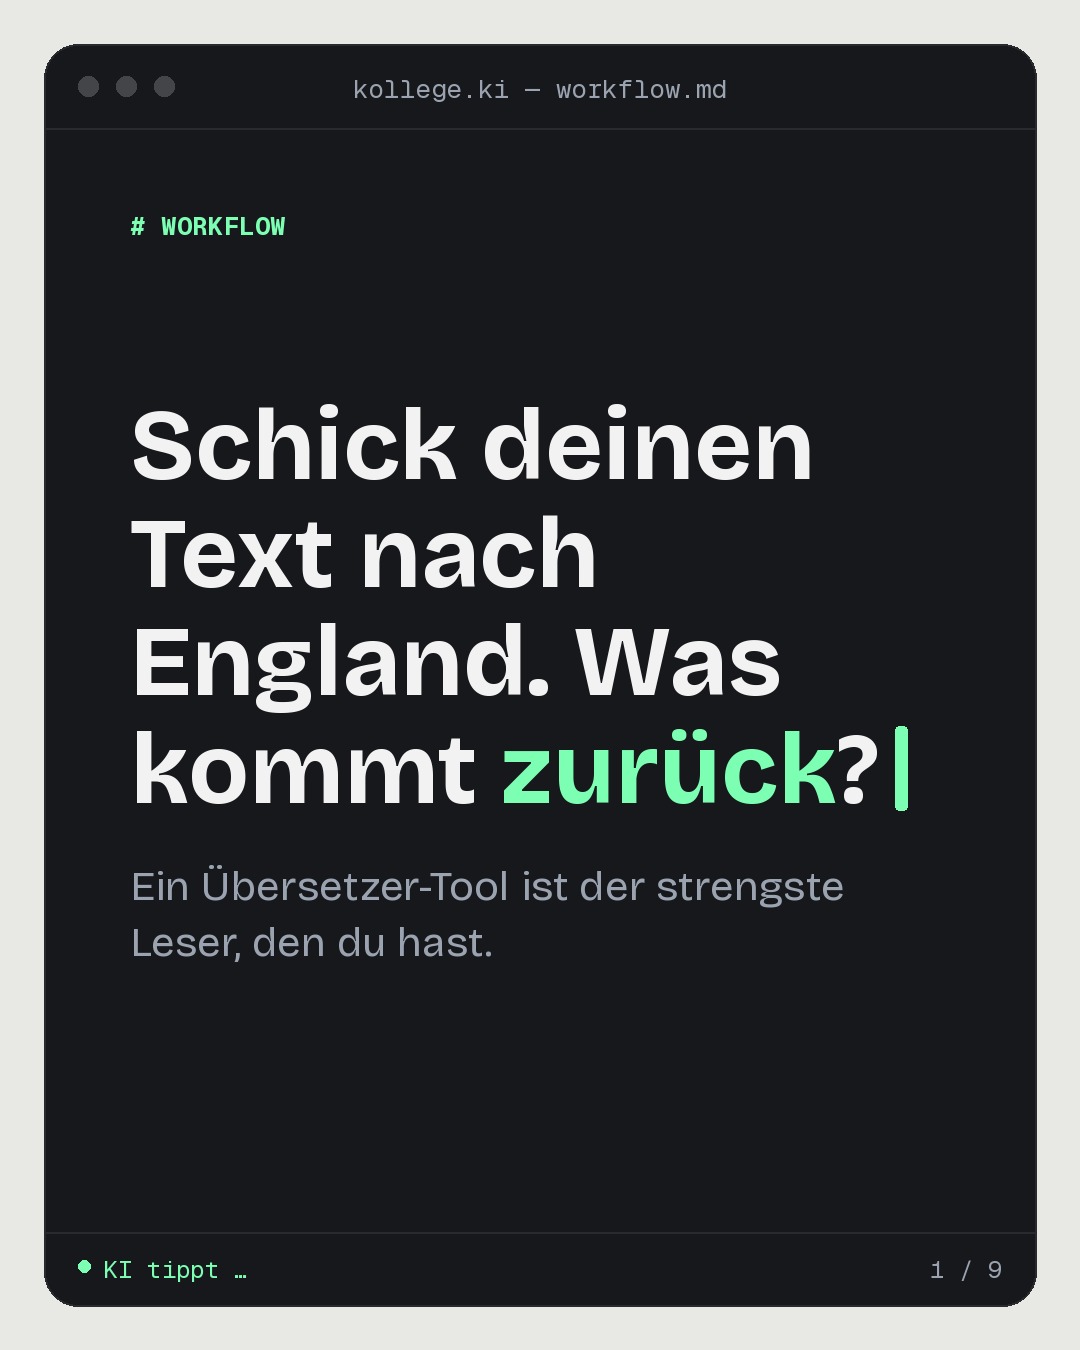 kollege.ki — workflow.md
# WORKFLOW
Schick deinen
Text nach
England. Was
kommt zurück?
Ein Übersetzer-Tool ist der strengste
Leser, den du hast.
KI tippt …
1 / 9